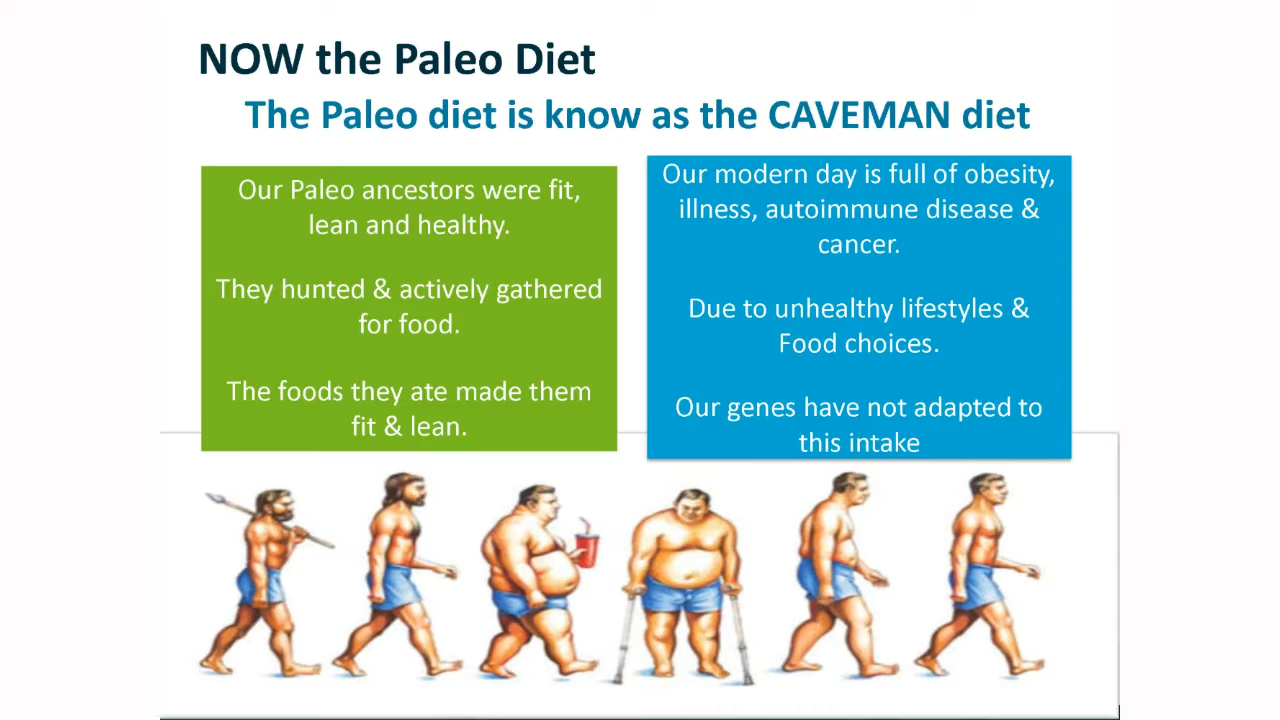 NOW the Paleo Diet
The Paleo diet is know as the CAVEMAN diet
Our Paleo ancestors were fit,
lean and healthy.
They hunted & actively gathered
for food.
The foods they ate made them
fit & lean.
Our modern day is full of obesity,
illness, autoimmune disease &
cancer.
Due to unhealthy lifestyles &
Food choices.
Our genes have not adapted to
this intake